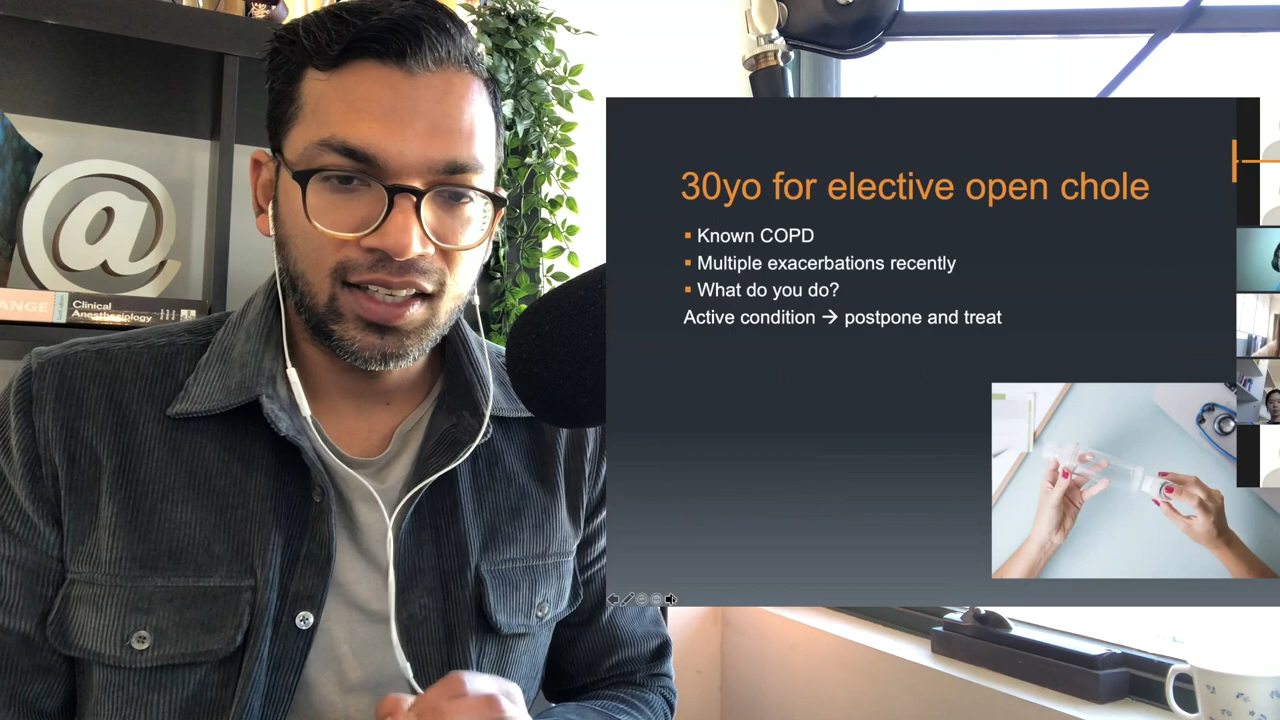 @
ANGE
Clinical
Anesthesiology
30yo for elective open chole
Known COPD
Multiple exacerbations recently
What do you do?
Active condition → postpone and treat